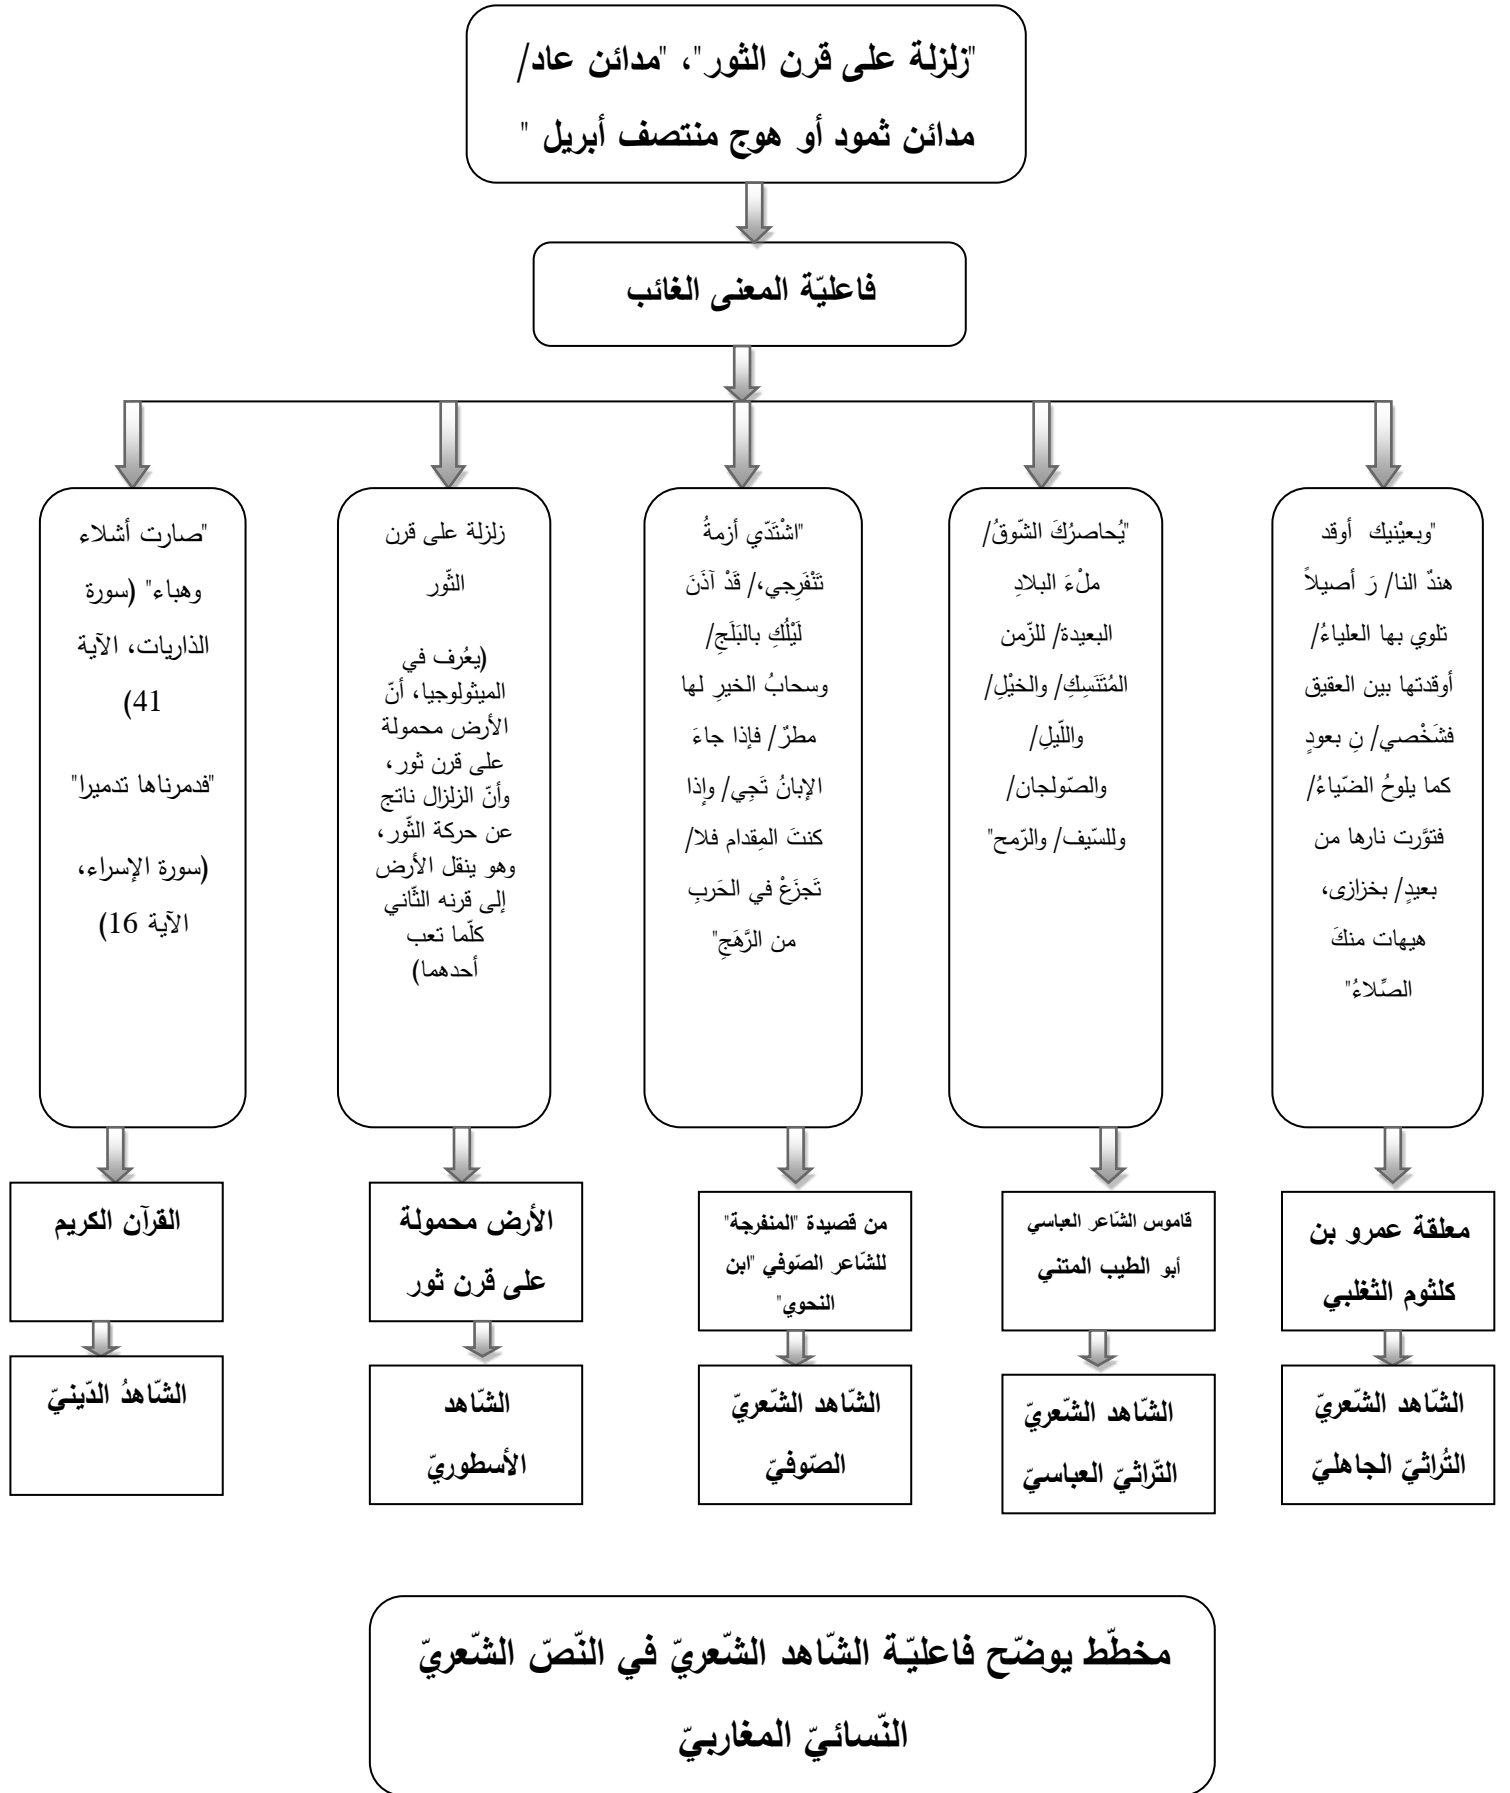 "زلزلة على قرن الثور"، "مدائن عاد/
مدائن ثمود أو هوج منتصف أبريل "
فاعليّة المعنى الغائب
"وبعيْنيك أوقد
هندٌ النا/ رَ أصيلاً
تلوي بها العلياءُ/
أوقدتها بين العقيق
فشَخْصي/ نِ بعودٍ
كما يلوحُ الضّياءُ/
فتوَّرت نارها من
بعيدٍ/ بخزازى،
هيهات منكَ
الصِّلاءُ"
"يُحاصرُكَ الشّوقُ/
ملْءَ البلادِ
البعيدة/ للزّمن
المُتَنَسِكِ/ والخيْلِ/
واللّيلِ/
والصّولجان/
وللسّيف/ والرّمح"
"اشْتَدّي أزمةُ
تَنْفَرِجي،/ قَدْ آذَنَ
لَيْلُكِ بالبَلَجِ/
وسحابُ الخيرِ لها
مطرٌ/ فإذا جاءَ
الإبانُ تَجِي/ وإذا
كنتَ المِقدام فلا/
تَجزَعْ في الحَربِ
من الرَّهَجِ"
زلزلة على قرن
الثّور
(يعُرف في
الميثولوجيا، أنّ
الأرض محمولة
على قرن ثور،
وأنّ الزلزال ناتج
عن حركة الثّور،
وهو ينقل الأرض
إلى قرنه الثّاني
كلّما تعب
أحدهما)
"صارت أشلاء
وهباء" (سورة
الذاريات، الآية
41)
"فدمرناها تدميرا"
(سورة الإسراء،
الآية 16)
معلقة عمرو بن
كلثوم الثغلبي
قاموس الشّاعر العباسي
أبو الطيب المتني
من قصيدة "المنفرجة"
للشّاعر الصّوفي "ابن
النحوي"
الأرض محمولة
على قرن ثور
القرآن الكريم
الشّاهد الشّعريّ
التُراثيّ الجاهليّ
الشّاهد الشّعريّ
التّراثيّ العباسيّ
الشّاهد الشّعريّ
الصّوفيّ
الشّاهد
الأسطوريّ
الشّاهدُ الدّينيّ
مخطّط يوضّح فاعليّة الشّاهد الشّعريّ في النّصّ الشّعريّ
النّسائيّ المغاربيّ